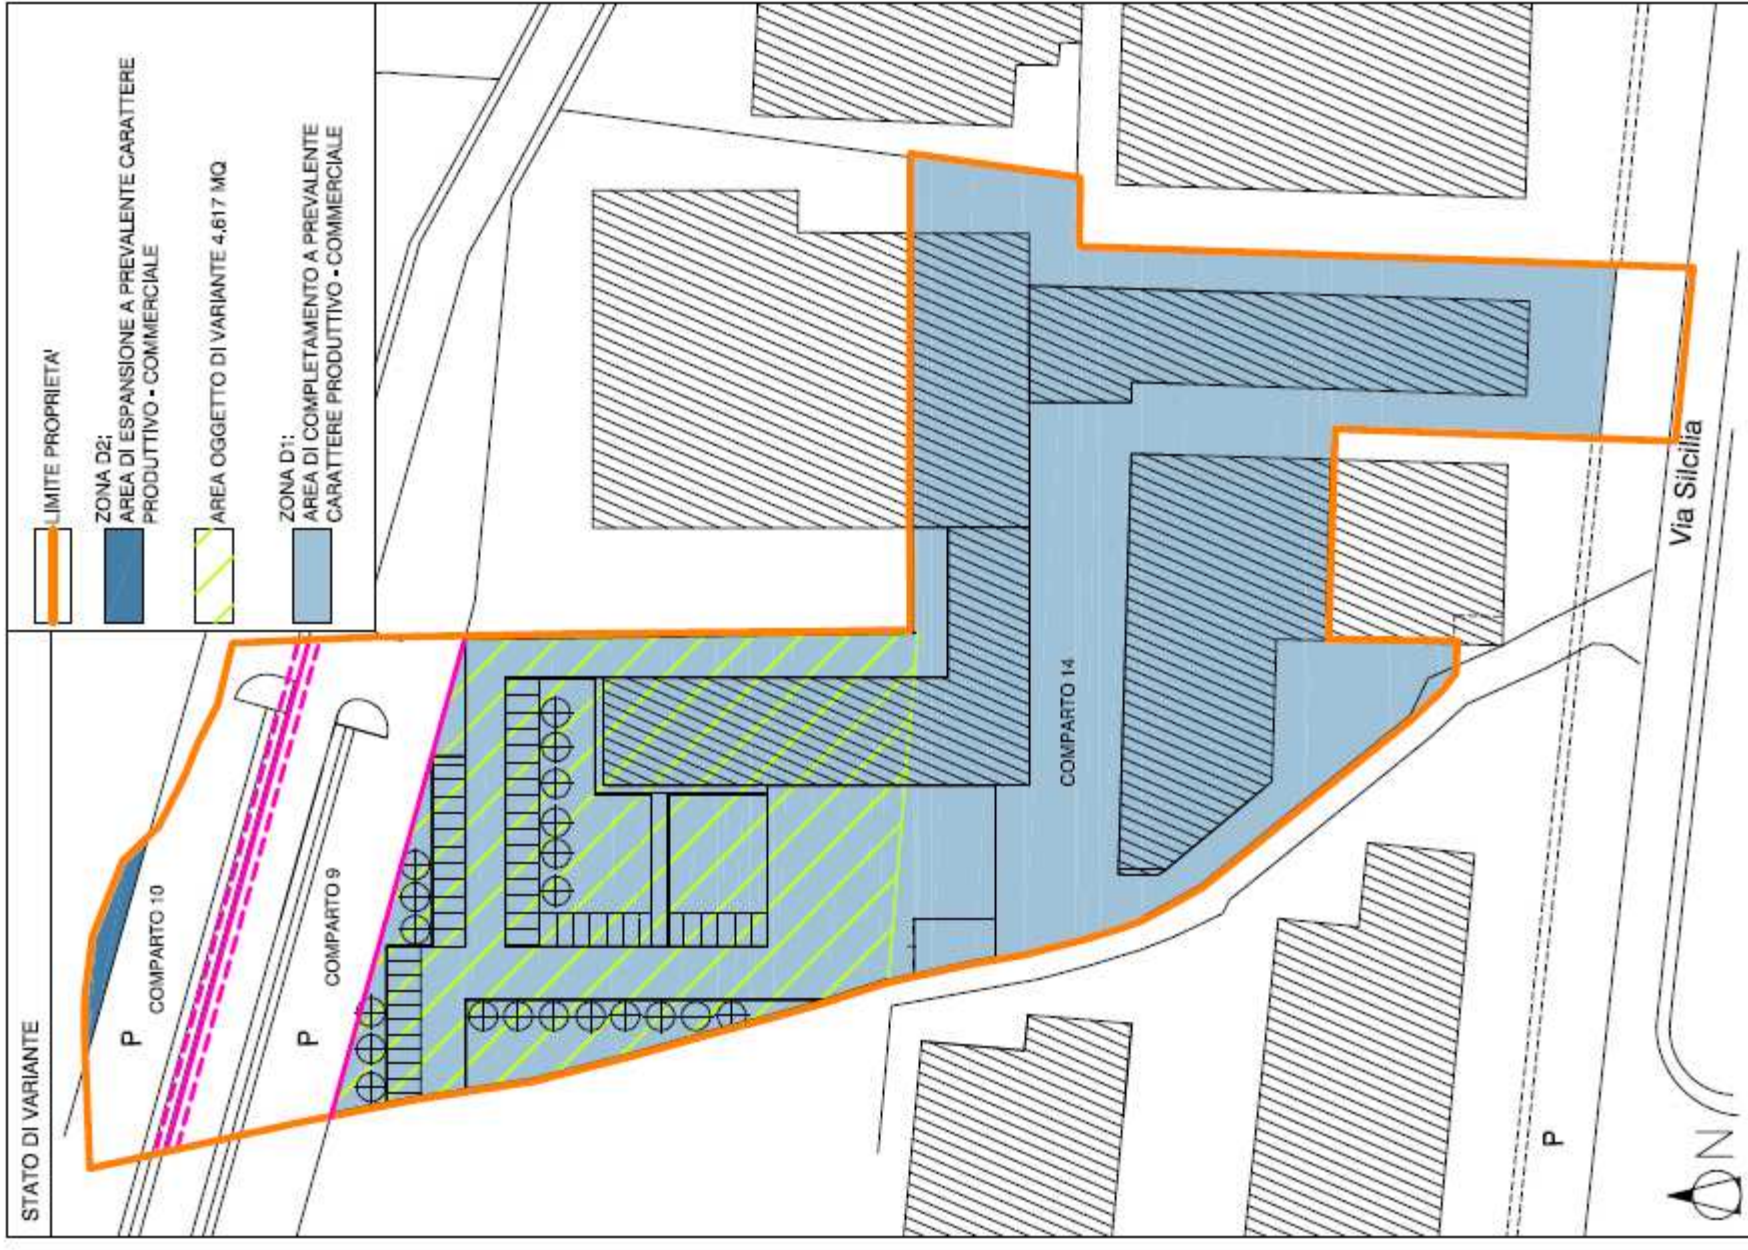 STATO DI VARIANTE
LIMITE PROPRIETA'
ZONA D2:
AREA DI ESPANSIONE A PREVALENTE CARATTERE
PRODUTTIVO - COMMERCIALE
AREA OGGETTO DI VARIANTE 4.617 MQ
ZONA D1:
AREA DI COMPLETAMENTO A PREVALENTE
CARATTERE PRODUTTIVO - COMMERCIALE
P
COMPARTO 10
P
COMPARTO 9
COMPARTO 14
Via Silcilia
P
N